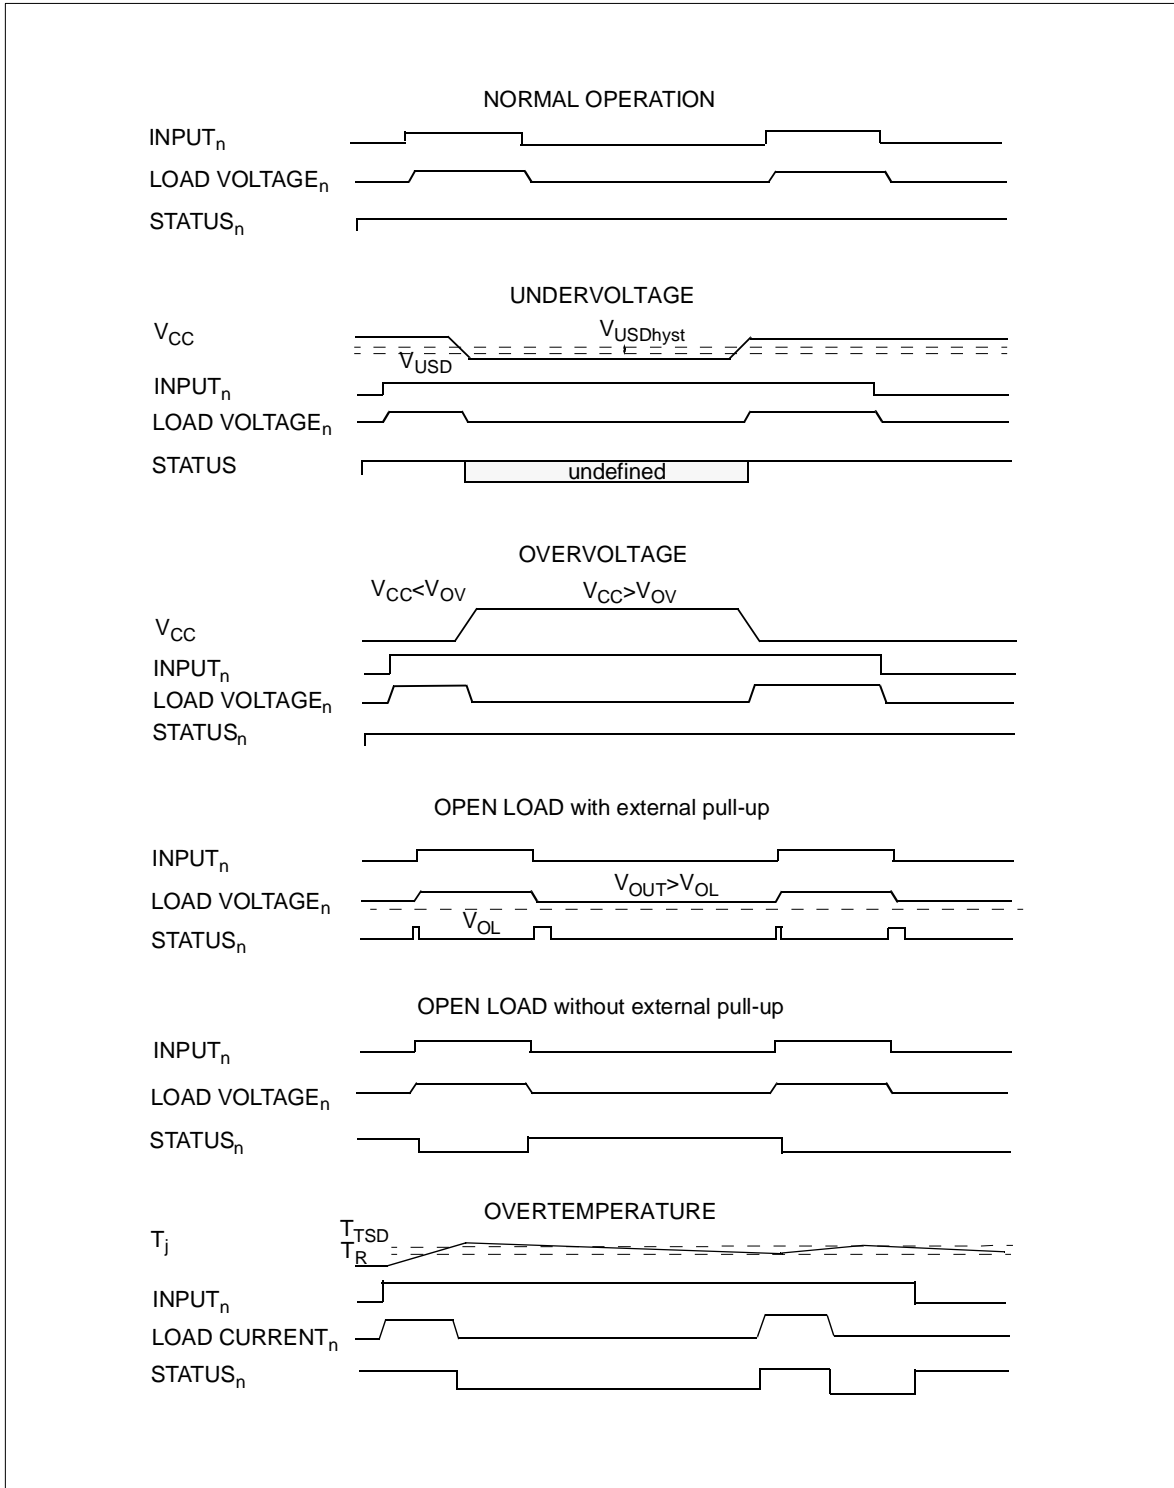 NORMAL OPERATION
INPUTn
LOAD VOLTAGEn
STATUSn
UNDERVOLTAGE
VCC
VUSDhyst
VUSD
INPUTn
LOAD VOLTAGEn
STATUS
undefined
OVERVOLTAGE
VCC<VOV
VCC>VOV
VCC
INPUTn
LOAD VOLTAGEn
STATUSn
OPEN LOAD with external pull-up
INPUTn
VOUT>VOL
LOAD VOLTAGEn
VOL
STATUSn
OPEN LOAD without external pull-up
INPUTn
LOAD VOLTAGEn
STATUSn
OVERTEMPERATURE
Tj
TTSD
TR
INPUTn
LOAD CURRENTn
STATUSn